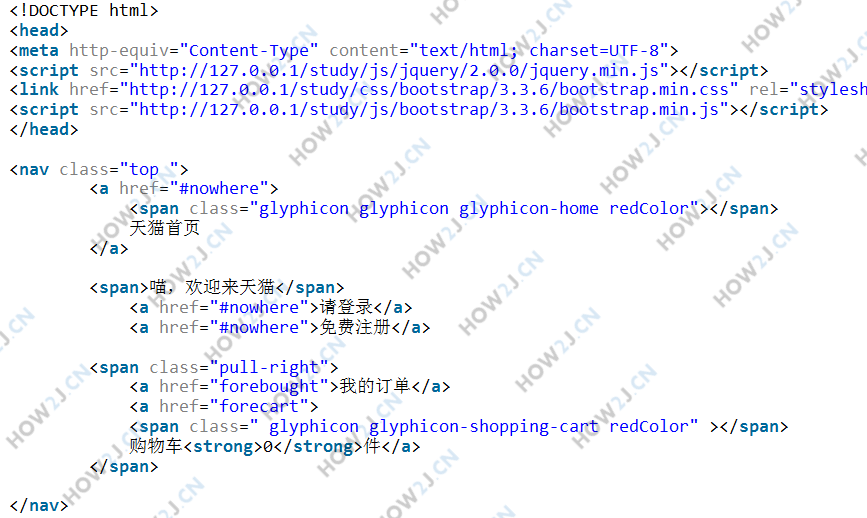 <!DOCTYPE html>
<head>
<meta http-equiv="Content-Type" content="text/html; charset=UTF-8">
<script src="http://127.0.0.1/study/js/jquery/2.0.0/jquery.min.js"></script>
<link href="http://127.0.0.1/study/css/bootstrap/3.3.6/bootstrap.min.css" rel="stylesh
<script src="http://127.0.0.1/study/js/bootstrap/3.3.6/bootstrap.min.js"></script>
</head>
<nav class="top ">
<a href="#nowhere">
<span class="glyphicon glyphicon glyphicon-home redColor"></span>
天猫首页
</a>
<span>喵，欢迎来天猫</span>
<a href="#nowhere">请登录</a>
<a href="#nowhere">免费注册</a>
<span class="pull-right">
<a href="forebought">我的订单</a>
<a href="forecart">
<span class=" glyphicon glyphicon-shopping-cart redColor" ></span>
购物车<strong>0</strong>件</a>
</span>
</nav>
HOW2J.CN